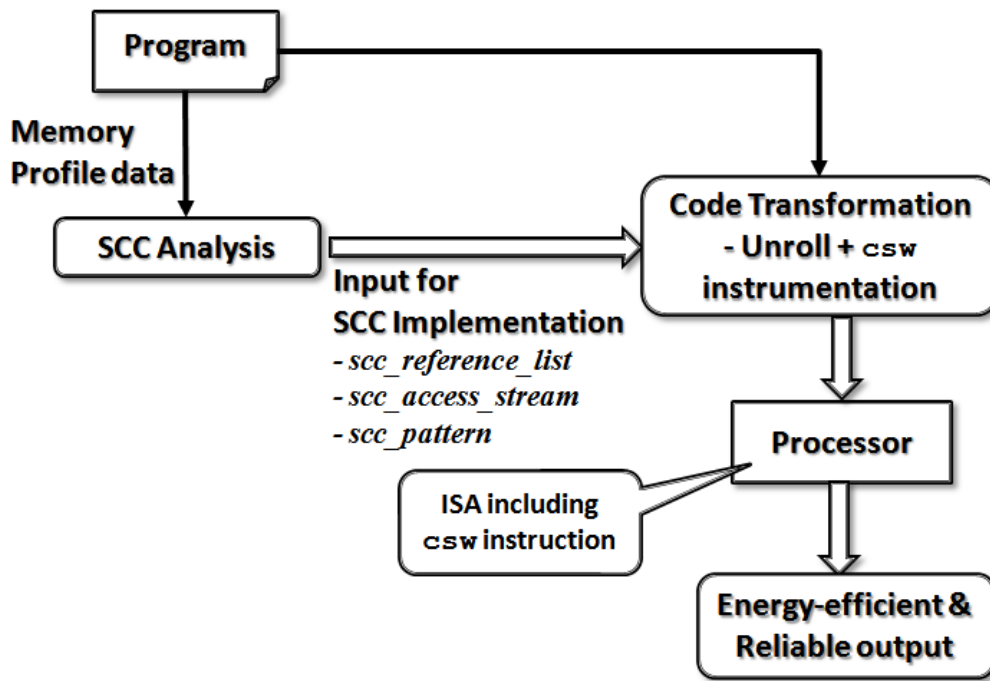 Program
Memory
Profile data
SCC Analysis
Code Transformation
- Unroll + csw
instrumentation
Input for
SCC Implementation
- scc_reference_list
- scc_access_stream
- scc_pattern
Processor
ISA including
csw instruction
Energy-efficient &
Reliable output